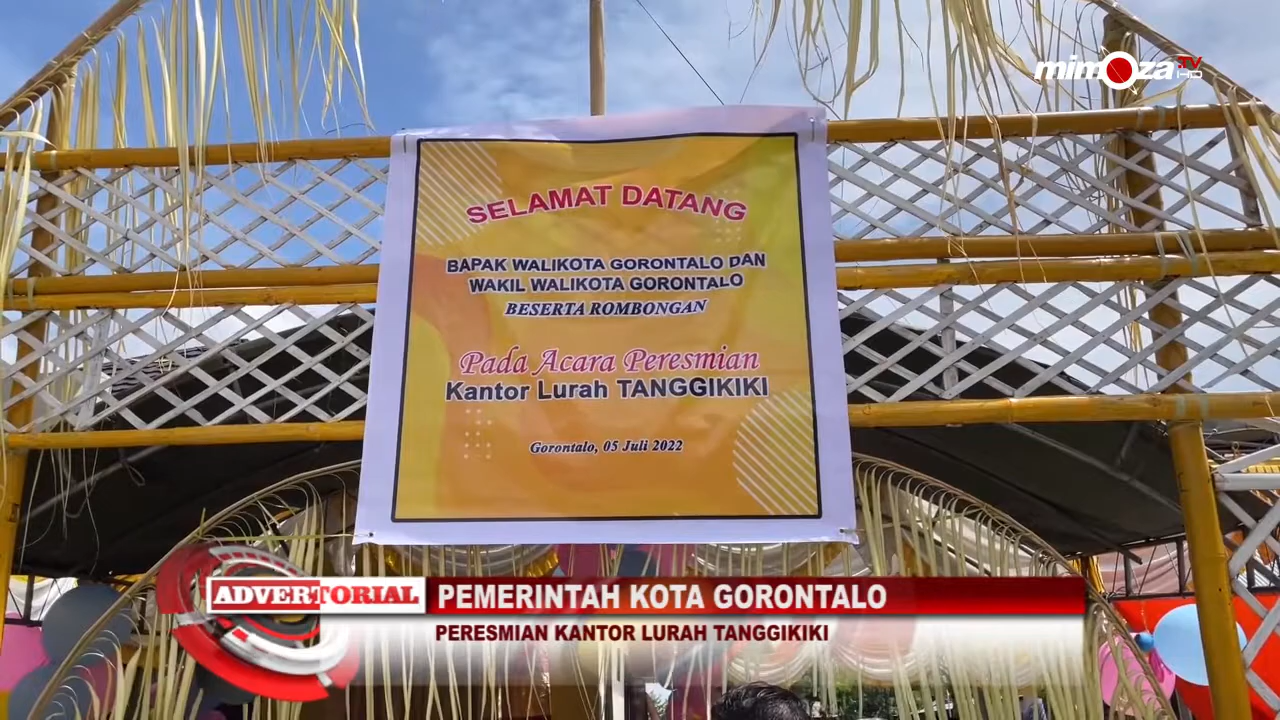 mimoza TV HD
SELAMAT DATANG
BAPAK WALIKOTA GORONTALO DAN
WAKIL WALIKOTA GORONTALO
BESERTA ROMBONGAN
Pada Acara Peresmian
Kantor Lurah TANGGIKIKI
Gorontalo, 05 Juli 2022
ADVERTORIAL
PEMERINTAH KOTA GORONTALO
PERESMIAN KANTOR LURAH TANGGIKIKI